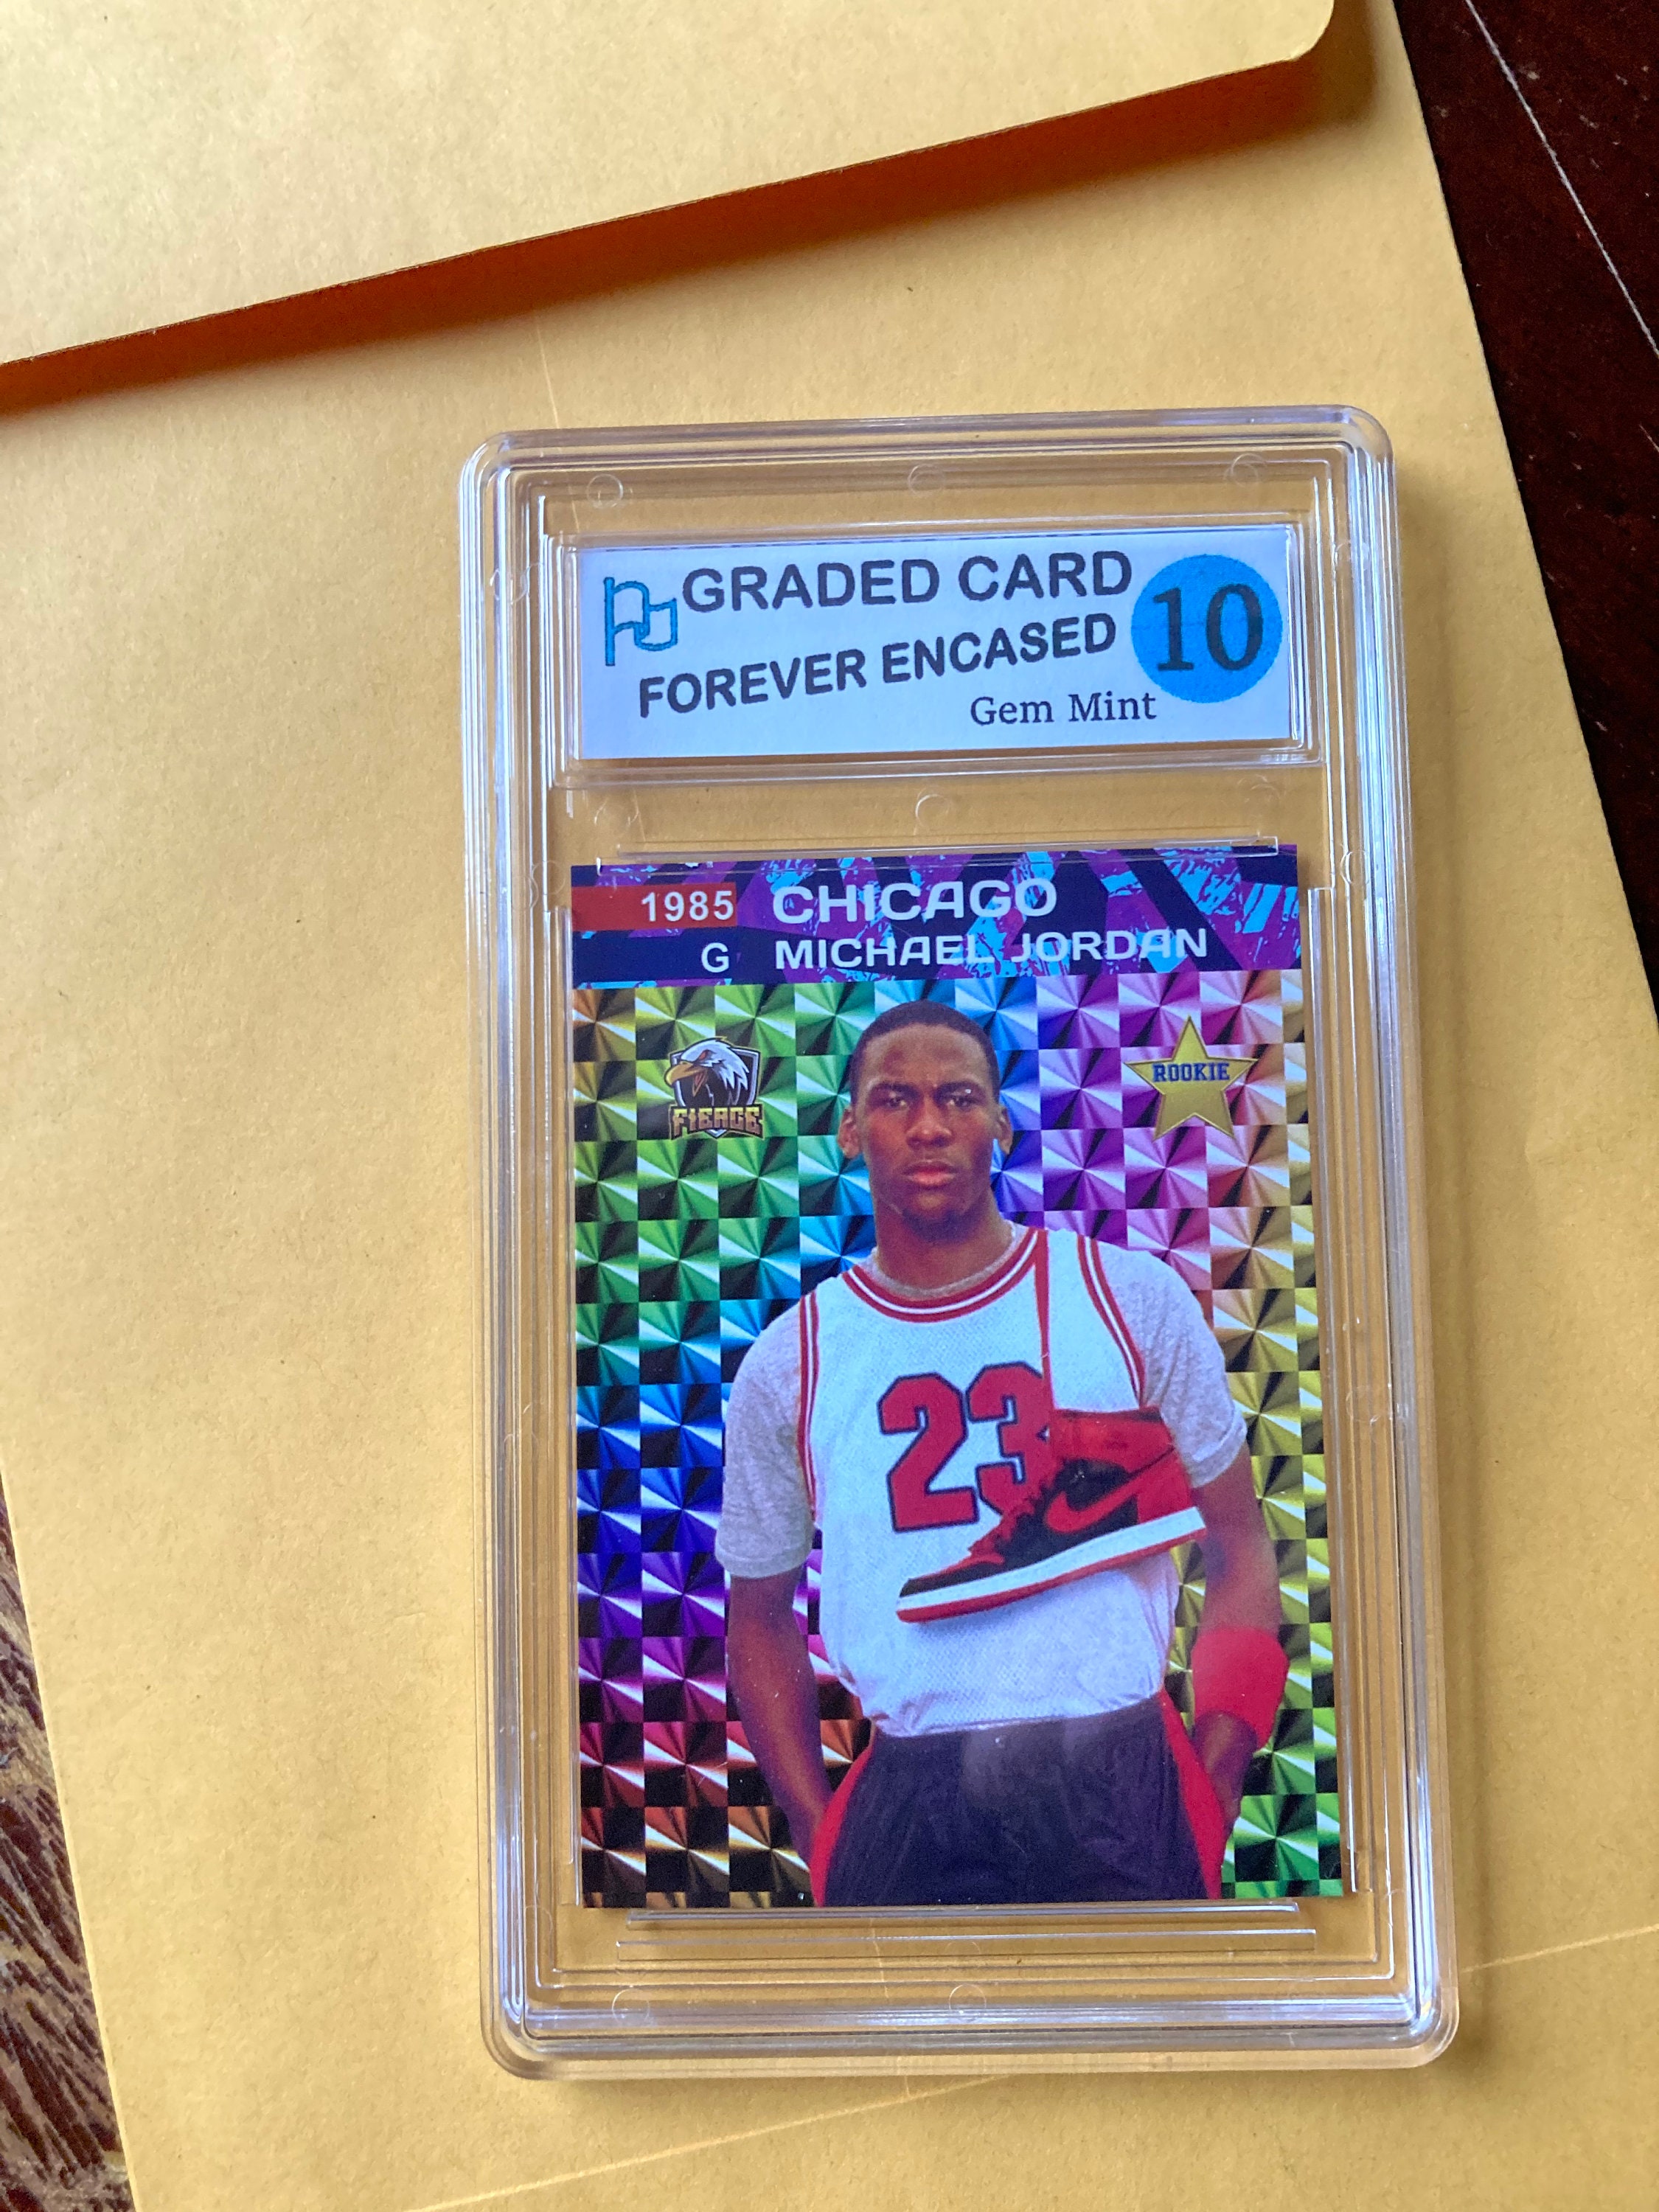 GRADED CARD
FOREVER ENCASED
10
Gem Mint
1985 CHICAGO
G MICHAEL JORDAN
FIERCE
ROOKIE
23